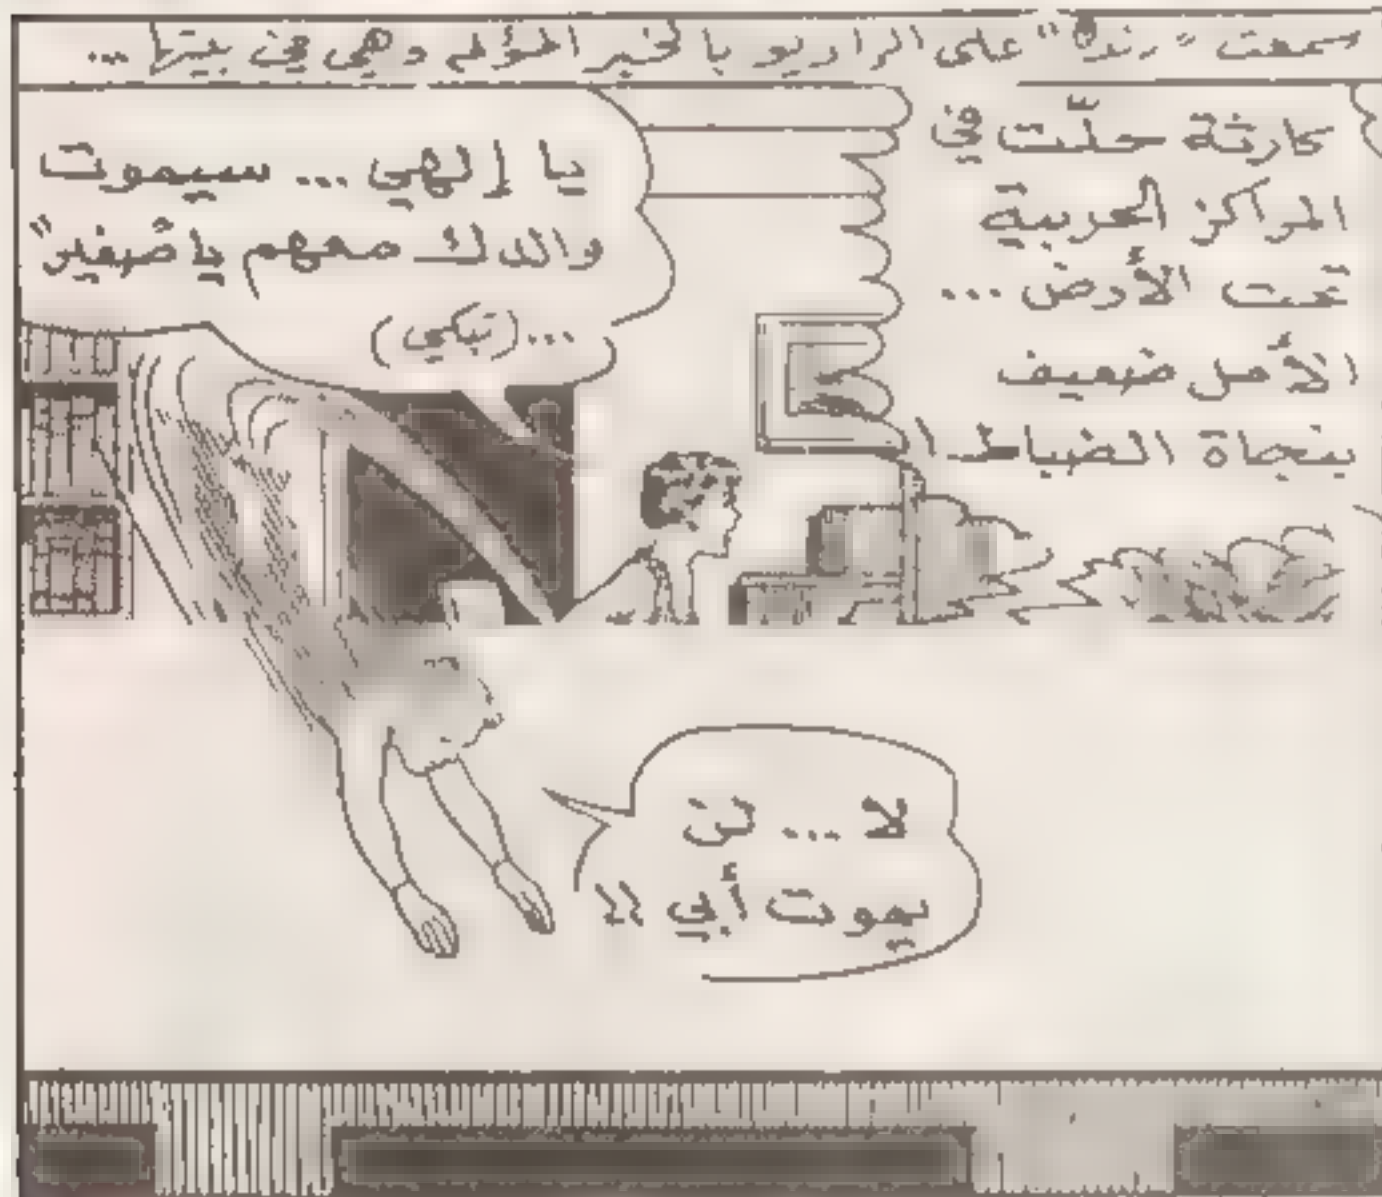 سمعت "رندة" على الراديو بالخبر المؤلم وهي في بيتها ...
كارثة حلّت في
المراكز الحربية
تحت الأرض ...
الأمل ضعيف
بنجاة الضباط!
يا إلهي ... سيموت
والدك معهم يا "صغير"
... (تبكي)
لا ... لن
يموت أبي !!